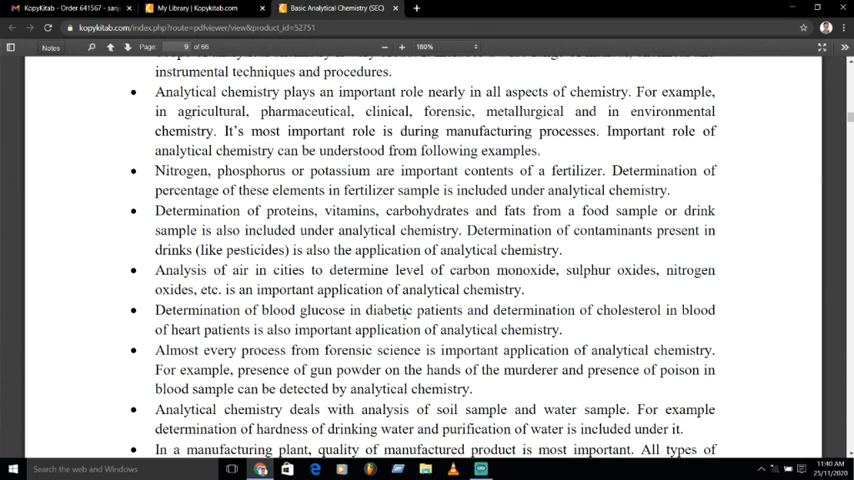 KopyKitab - Order 641567 - sanj
My Library | Kopykitab.com
Basic Analytical Chemistry (SEC)
kopykitab.com/index.php?route=pdfviewer/view&product_id=52751
Notes
Page: 9 of 66
180%
instrumental techniques and procedures.
• Analytical chemistry plays an important role nearly in all aspects of chemistry. For example,
in agricultural, pharmaceutical, clinical, forensic, metallurgical and in environmental
chemistry. It's most important role is during manufacturing processes. Important role of
analytical chemistry can be understood from following examples.
• Nitrogen, phosphorus or potassium are important contents of a fertilizer. Determination of
percentage of these elements in fertilizer sample is included under analytical chemistry.
• Determination of proteins, vitamins, carbohydrates and fats from a food sample or drink
sample is also included under analytical chemistry. Determination of contaminants present in
drinks (like pesticides) is also the application of analytical chemistry.
• Analysis of air in cities to determine level of carbon monoxide, sulphur oxides, nitrogen
oxides, etc. is an important application of analytical chemistry.
• Determination of blood glucose in diabetic patients and determination of cholesterol in blood
of heart patients is also important application of analytical chemistry.
• Almost every process from forensic science is important application of analytical chemistry.
For example, presence of gun powder on the hands of the murderer and presence of poison in
blood sample can be detected by analytical chemistry.
• Analytical chemistry deals with analysis of soil sample and water sample. For example
determination of hardness of drinking water and purification of water is included under it.
• In a manufacturing plant, quality of manufactured product is most important. All types of
Search the web and Windows
11:40 AM
25/11/2020